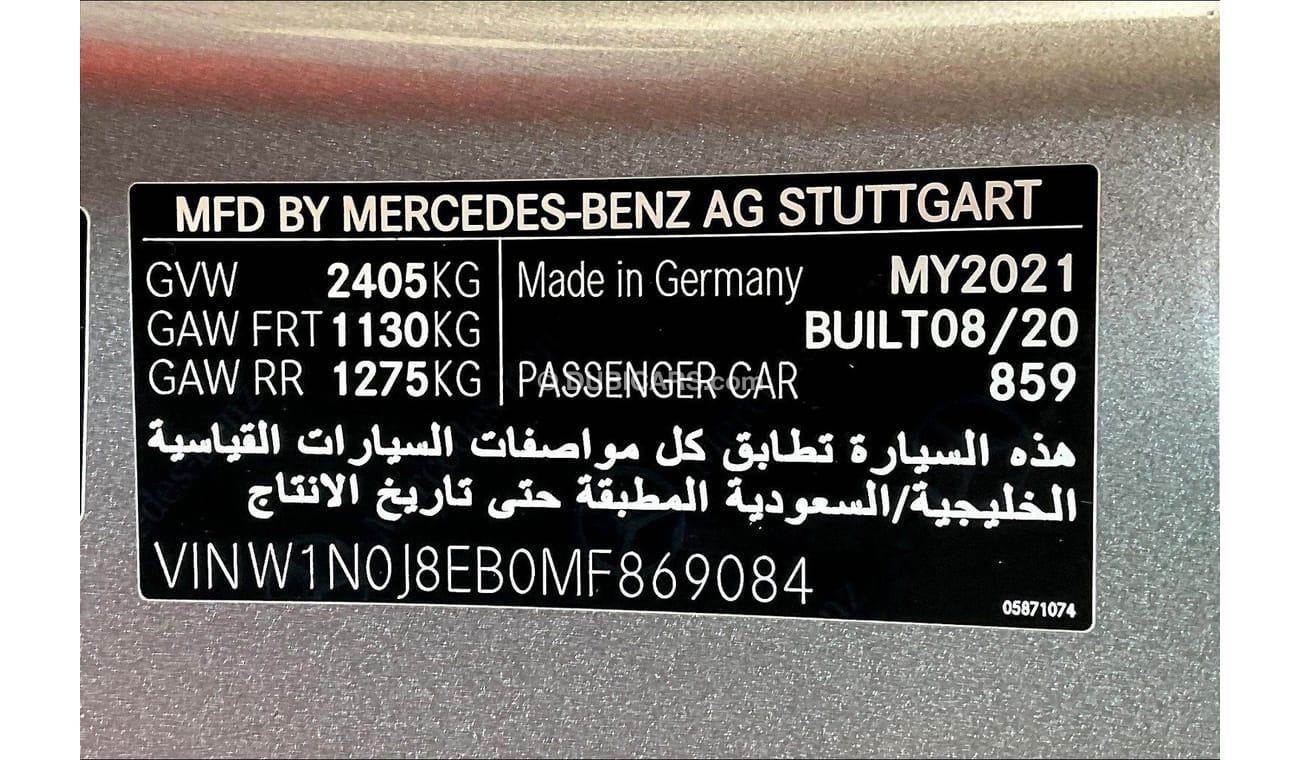 MFD BY MERCEDES-BENZ AG STUTTGART
GVW 2405KG
GAW FRT 1130KG
GAW RR 1275KG
Made in Germany MY2021
BUILT08/20
PASSENGER CAR 859
© DUBICARS.com
هذه السيارة تطابق كل مواصفات السيارات القياسية
الخليجية/السعودية المطبقة حتى تاريخ الانتاج
VINW1N0J8EB0MF869084
05871074